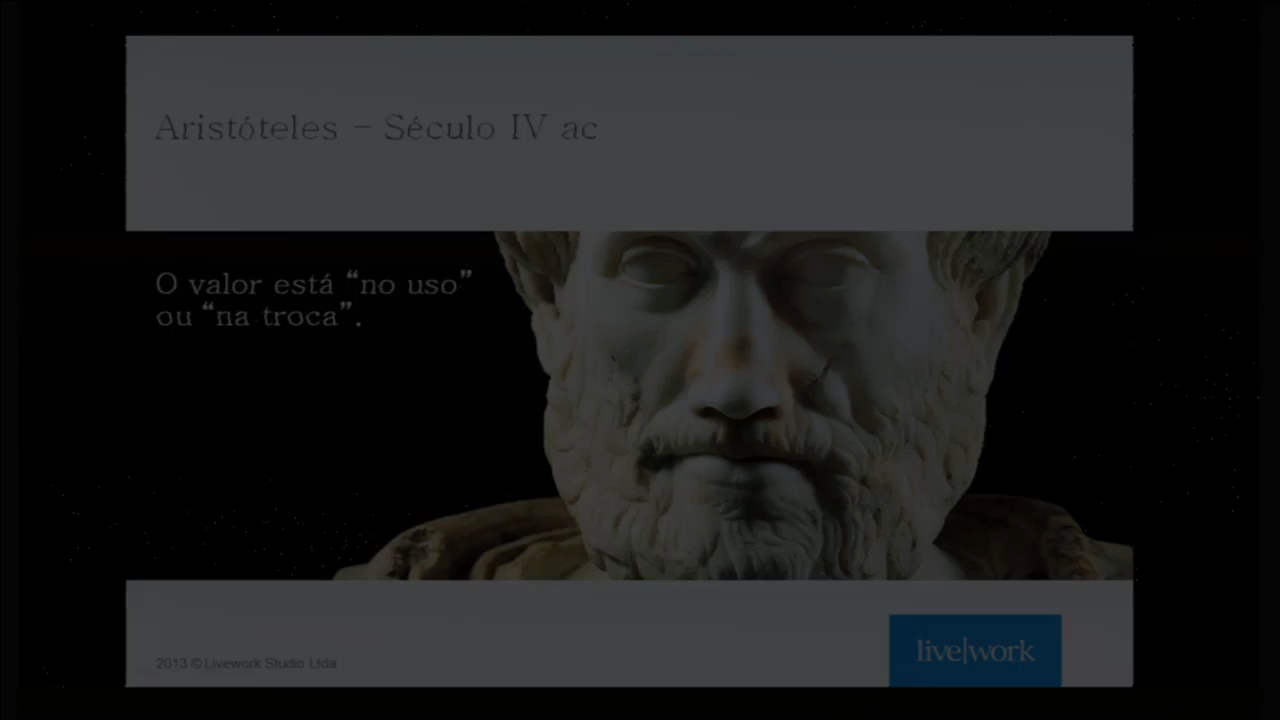 Aristóteles – Século IV ac
O valor está “no uso”
ou “na troca”.
2013 © Livework Studio Ltda
live|work